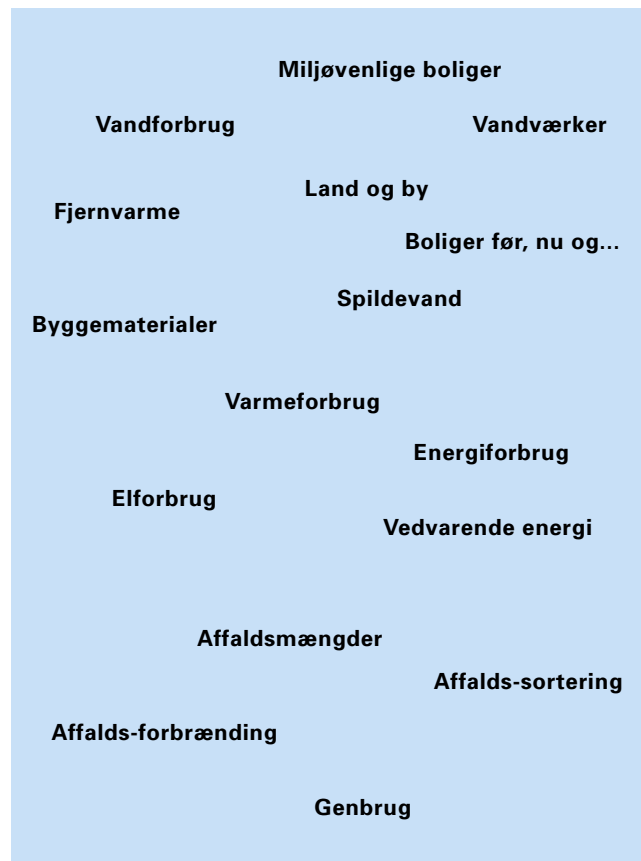 Miljøvenlige boliger
Vandforbrug
Vandværker
Land og by
Fjernvarme
Boliger før, nu og...
Spildevand
Byggematerialer
Varmeforbrug
Energiforbrug
Elforbrug
Vedvarende energi
Affaldsmængder
Affalds-sortering
Affalds-forbrænding
Genbrug